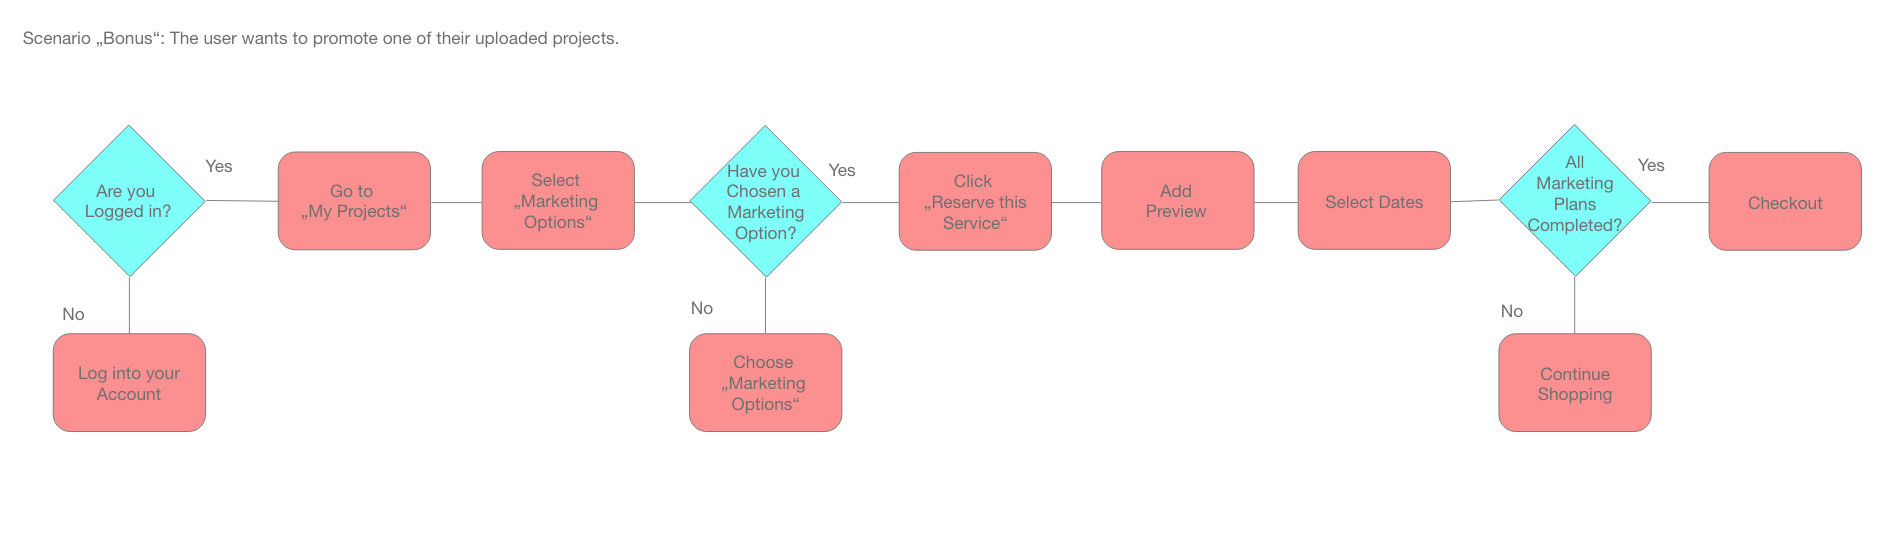 Scenario „Bonus“: The user wants to promote one of their uploaded projects.
Are you
Logged in?
Yes
No
Log into your
Account
Go to
„My Projects“
Select
„Marketing
Options“
Have you
Chosen a
Marketing
Option?
Yes
No
Choose
„Marketing
Options“
Click
„Reserve this
Service“
Add
Preview
Select Dates
All
Marketing
Plans
Completed?
Yes
No
Continue
Shopping
Checkout